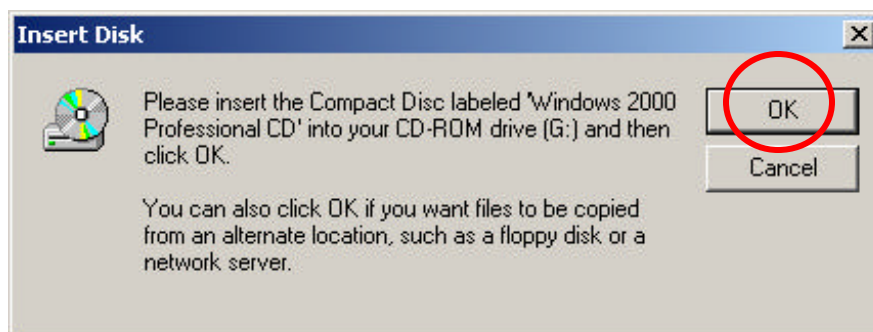 Insert Disk
Please insert the Compact Disc labeled 'Windows 2000
Professional CD' into your CD-ROM drive (G:) and then
click OK.
You can also click OK if you want files to be copied
from an alternate location, such as a floppy disk or a
network server.
OK
Cancel